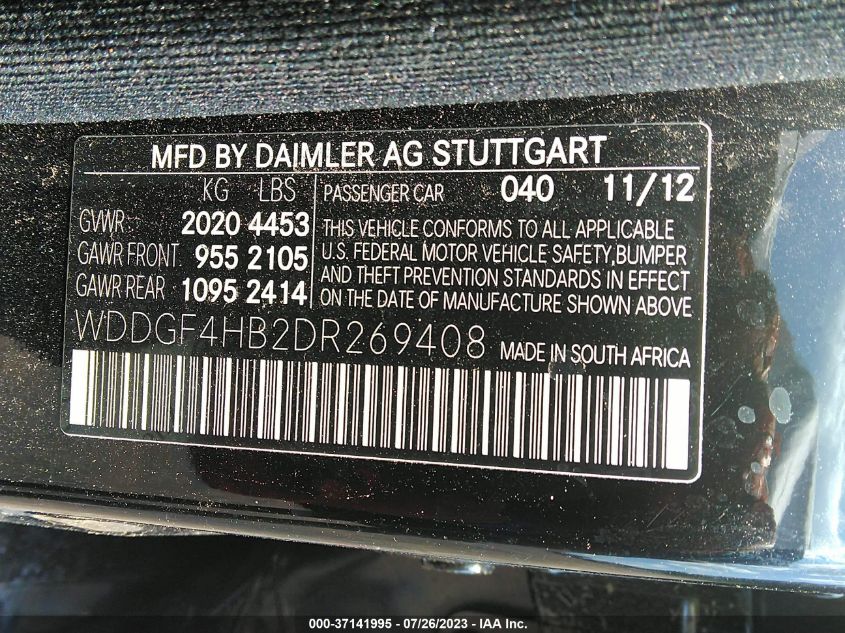 MFD BY DAIMLER AG STUTTGART
KG LBS
GVWR 2020 4453
GAWR FRONT 955 2105
GAWR REAR 1095 2414
PASSENGER CAR 040 11/12
THIS VEHICLE CONFORMS TO ALL APPLICABLE
U.S. FEDERAL MOTOR VEHICLE SAFETY, BUMPER
AND THEFT PREVENTION STANDARDS IN EFFECT
ON THE DATE OF MANUFACTURE SHOWN ABOVE
WDDGF4HB2DR269408 MADE IN SOUTH AFRICA
000-37141995 - 07/26/2023 - IAA Inc.